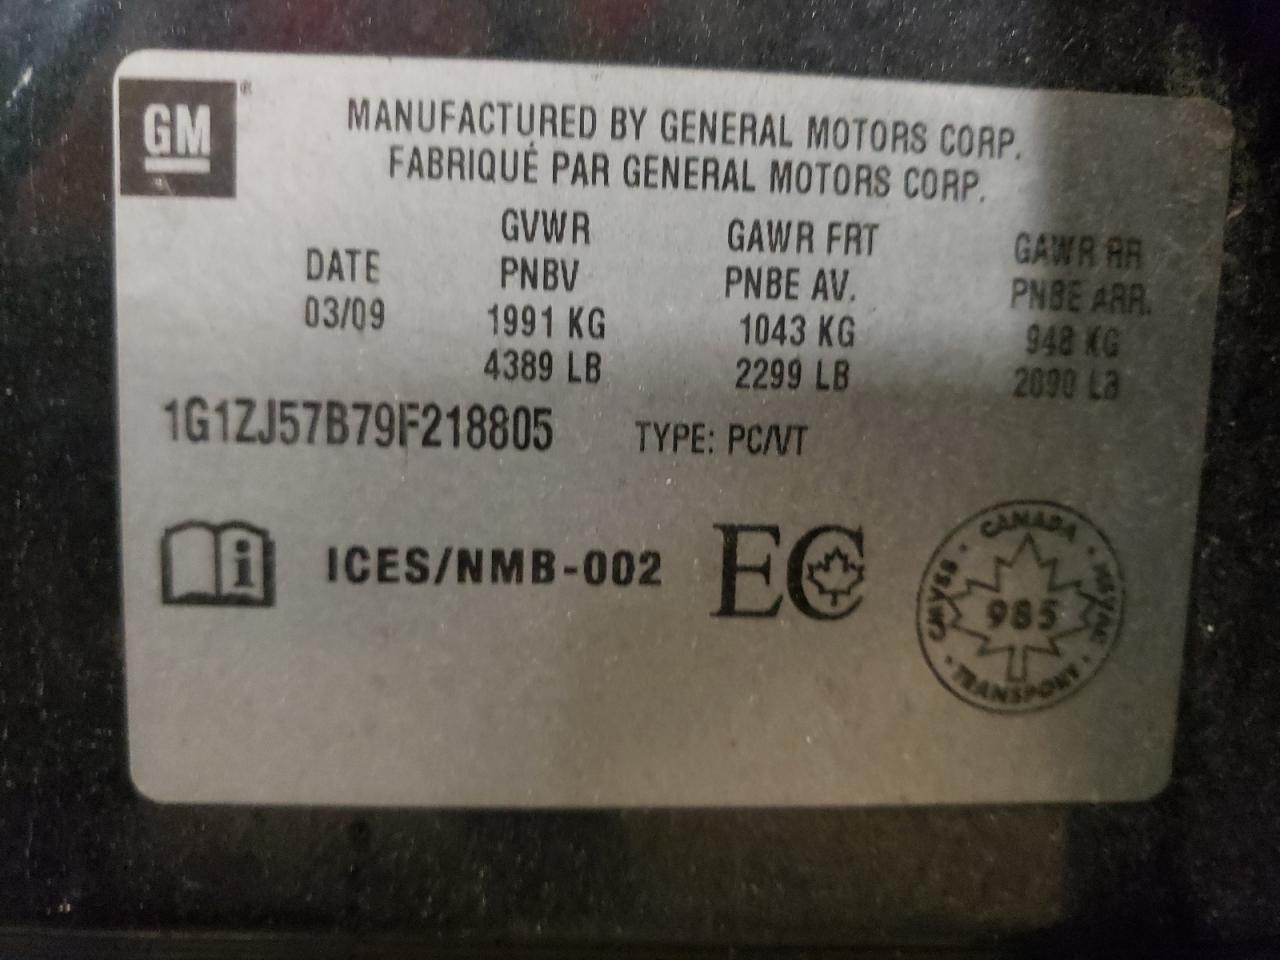 GM
®
MANUFACTURED BY GENERAL MOTORS CORP.
FABRIQUÉ PAR GENERAL MOTORS CORP.
GVWR GAWR FRT GAWR RR
DATE PNBV PNBE AV. PNBE ARR.
03/09 1991 KG 1043 KG 948 KG
4389 LB 2299 LB 2090 LB
1G1ZJ57B79F218805 TYPE: PC/VT
i ICES/NMB-002 EC
CANADA
CMVSS 985
TRANSPORT